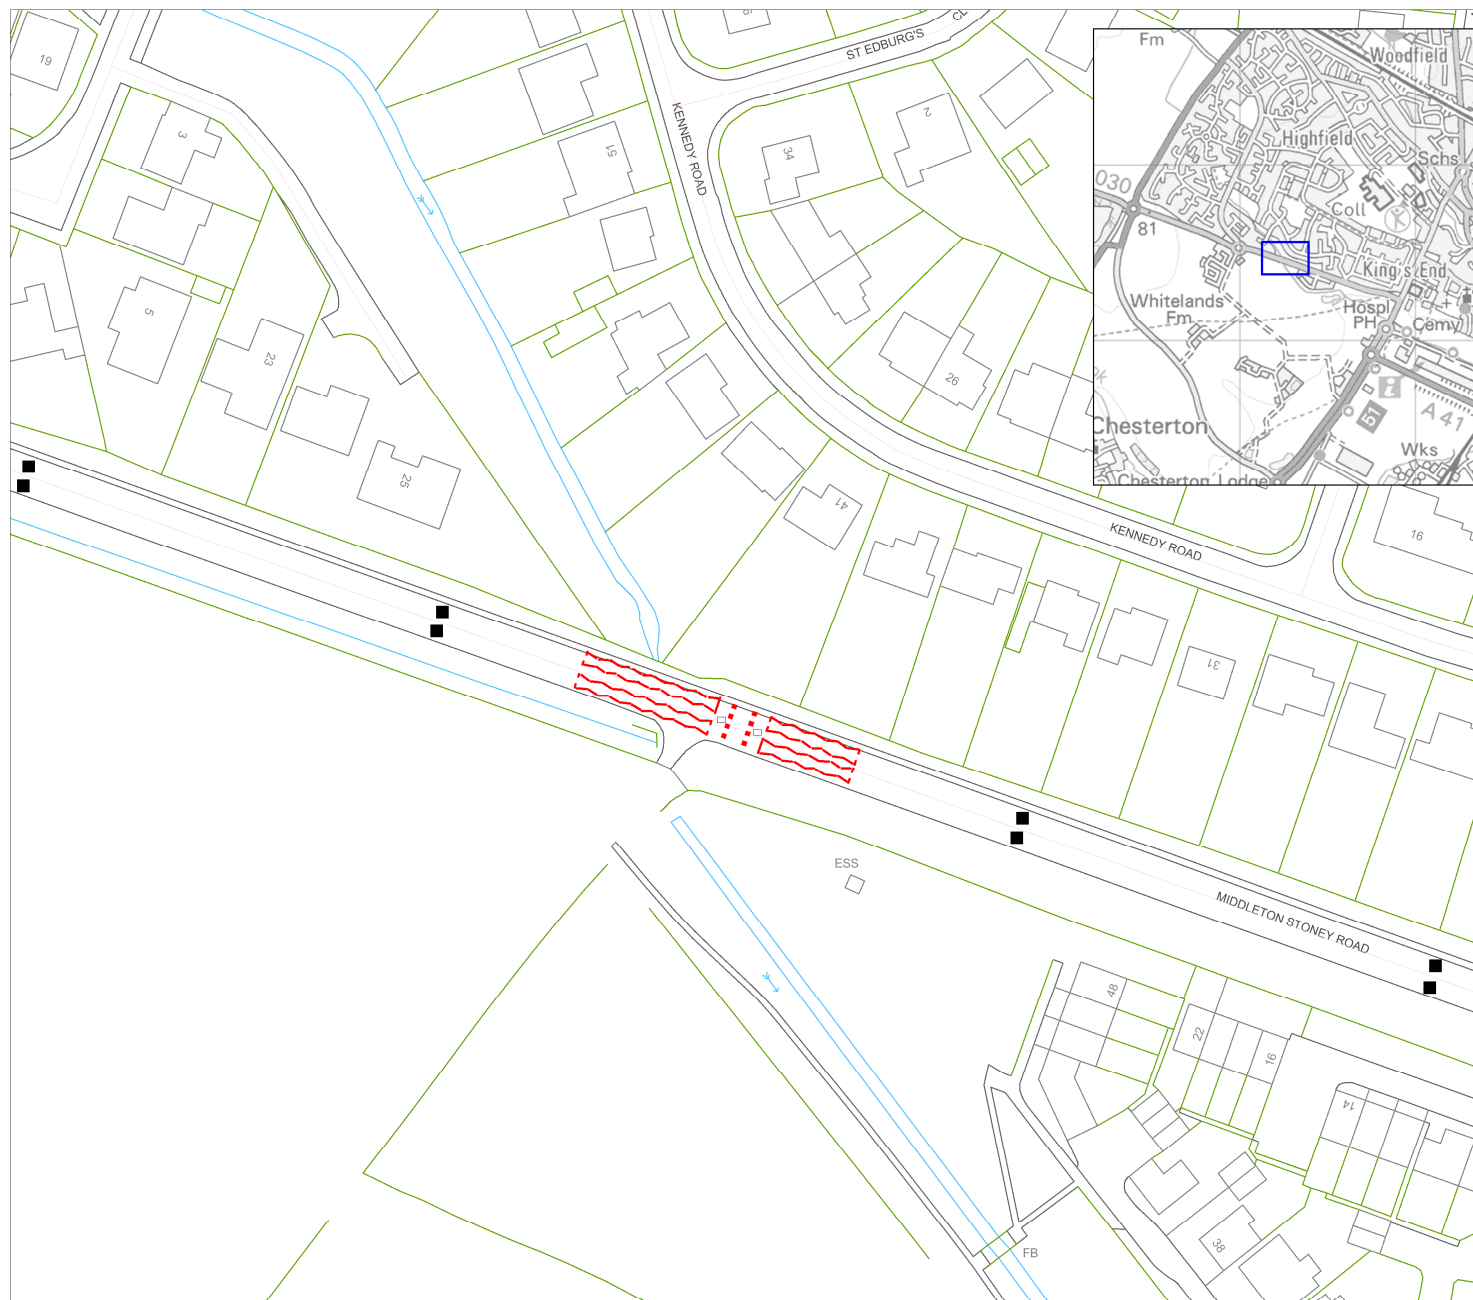 19
3
5
23
25
51
KENNEDY ROAD
ST EDBURG'S
34
2
26
41
KENNEDY ROAD
16
31
ESS
MIDDLETON STONEY ROAD
48
22
16
14
38
FB
Fm
Woodfield
Highfield
Schs
030
Coll
81
King's End
Whitelands
Fm
Hospl
PH
Cemy
i
A 41
51
Chesterton
Wks
Chesterton Lodge